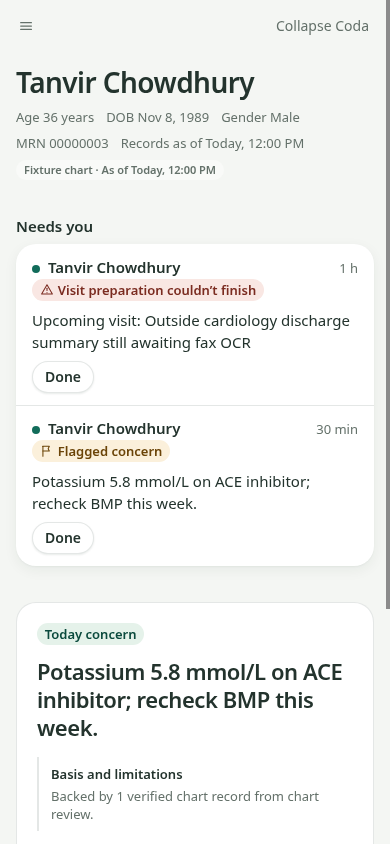 Collapse Coda
Tanvir Chowdhury
Age 36 years DOB Nov 8, 1989 Gender Male
MRN 00000003 Records as of Today, 12:00 PM
Fixture chart · As of Today, 12:00 PM
Needs you
Tanvir Chowdhury 1 h
Visit preparation couldn’t finish
Upcoming visit: Outside cardiology discharge
summary still awaiting fax OCR
Done
Tanvir Chowdhury 30 min
Flagged concern
Potassium 5.8 mmol/L on ACE inhibitor;
recheck BMP this week.
Done
Today concern
Potassium 5.8 mmol/L on ACE
inhibitor; recheck BMP this
week.
Basis and limitations
Backed by 1 verified chart record from chart
review.